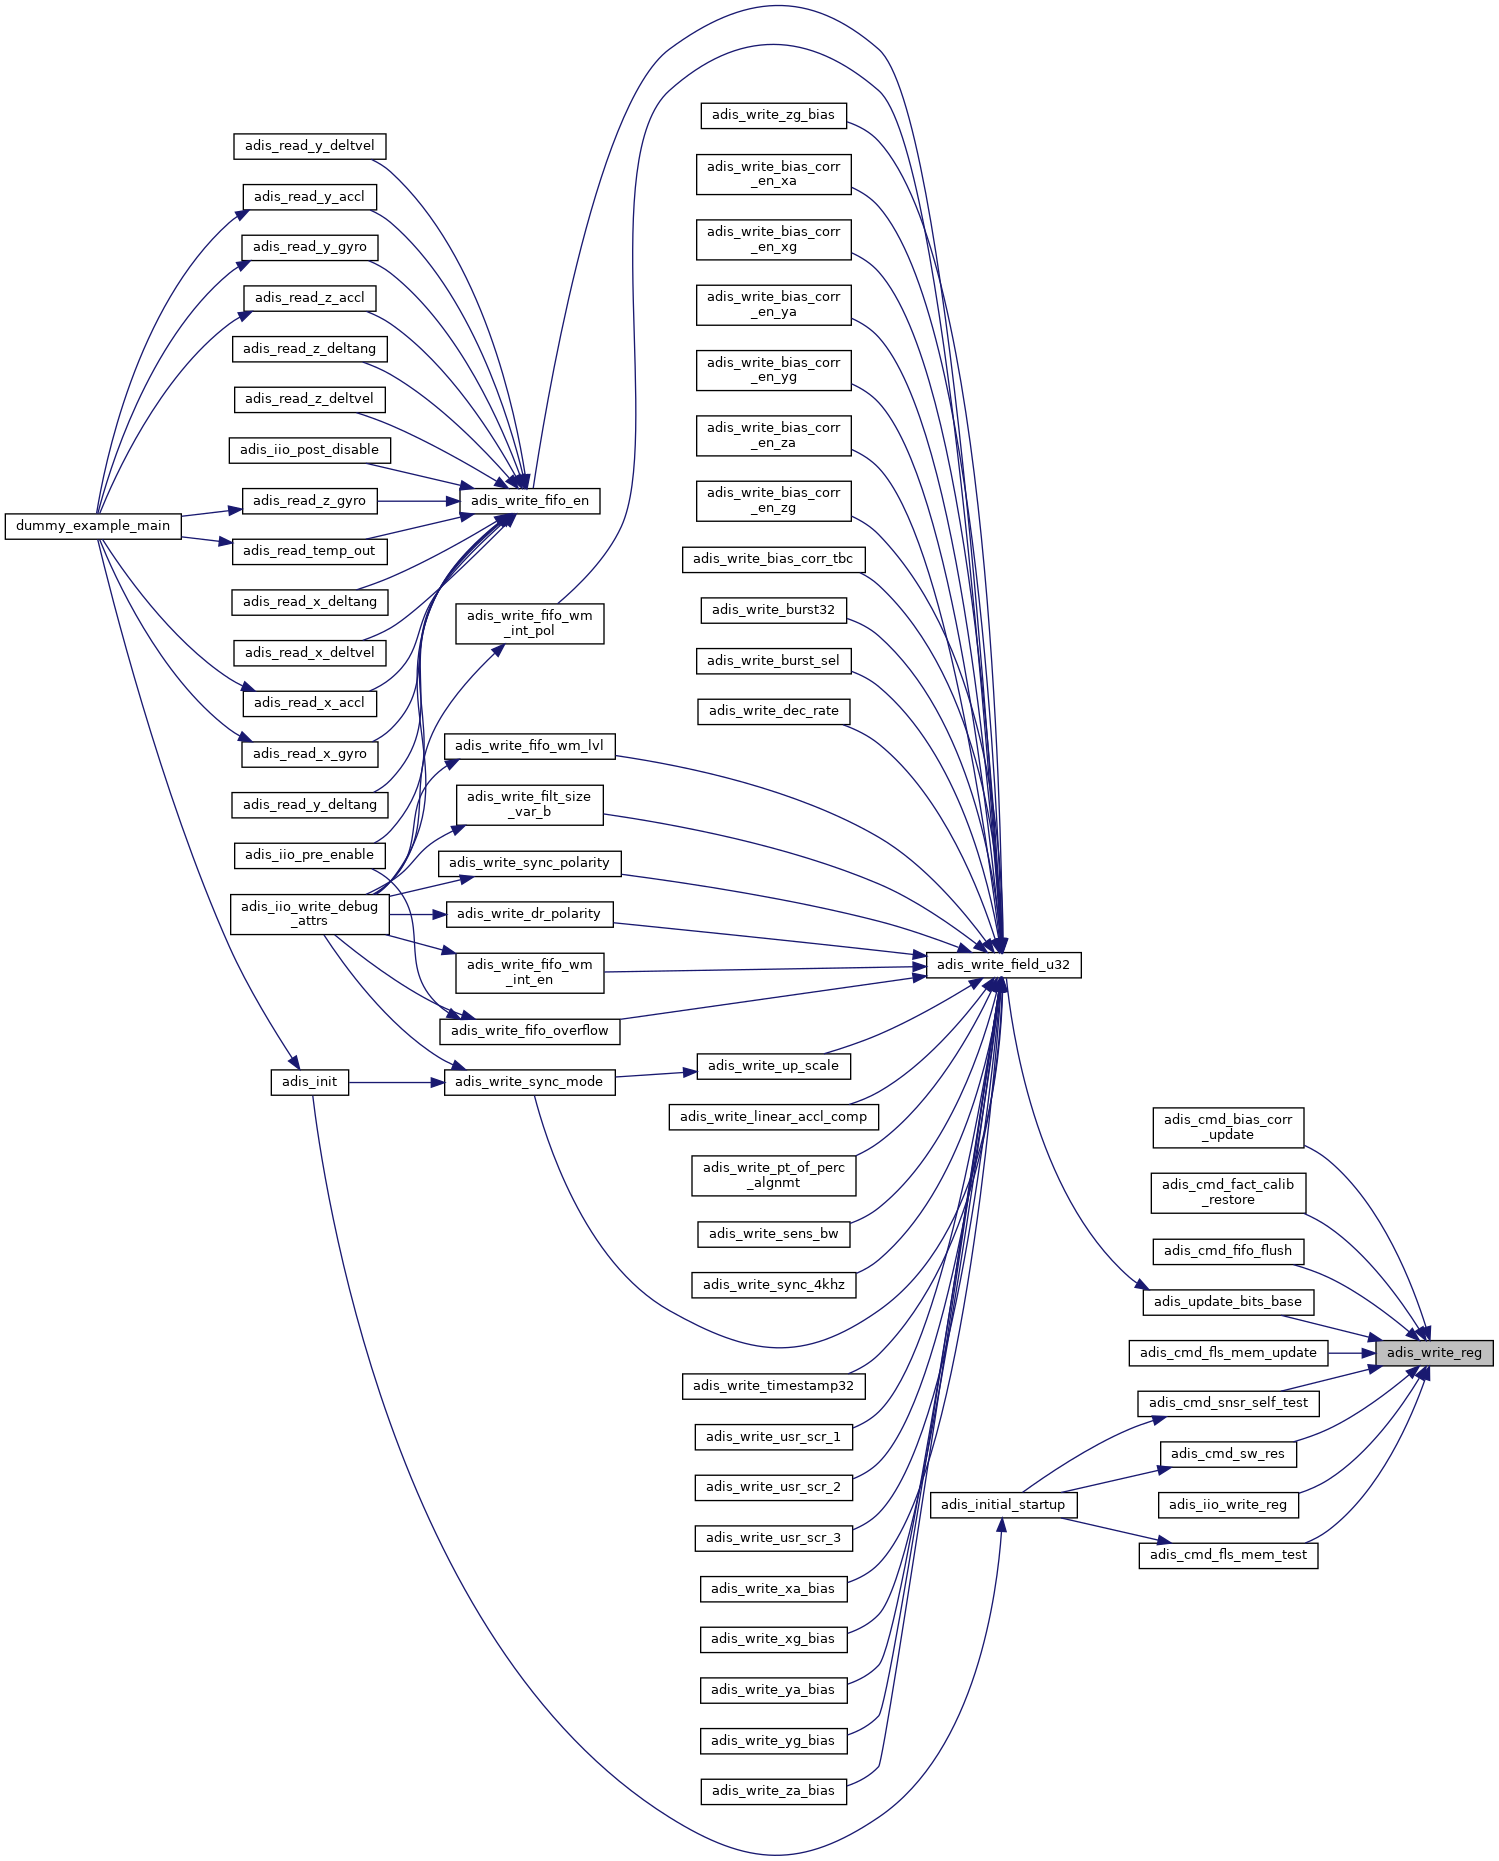 dummy_example_main
adis_read_y_deltvel
adis_read_y_accl
adis_read_y_gyro
adis_read_z_accl
adis_read_z_deltang
adis_read_z_deltvel
adis_iio_post_disable
adis_read_z_gyro
adis_read_temp_out
adis_read_x_deltang
adis_read_x_deltvel
adis_read_x_accl
adis_read_x_gyro
adis_read_y_deltang
adis_iio_pre_enable
adis_iio_write_debug
_attrs
adis_init
adis_write_fifo_en
adis_write_fifo_wm
_int_pol
adis_write_fifo_wm_lvl
adis_write_filt_size
_var_b
adis_write_sync_polarity
adis_write_dr_polarity
adis_write_fifo_wm
_int_en
adis_write_fifo_overflow
adis_write_sync_mode
adis_write_zg_bias
adis_write_bias_corr
_en_xa
adis_write_bias_corr
_en_xg
adis_write_bias_corr
_en_ya
adis_write_bias_corr
_en_yg
adis_write_bias_corr
_en_za
adis_write_bias_corr
_en_zg
adis_write_bias_corr_tbc
adis_write_burst32
adis_write_burst_sel
adis_write_dec_rate
adis_write_up_scale
adis_write_linear_accl_comp
adis_write_pt_of_perc
_algnmt
adis_write_sens_bw
adis_write_sync_4khz
adis_write_timestamp32
adis_write_usr_scr_1
adis_write_usr_scr_2
adis_write_usr_scr_3
adis_write_xa_bias
adis_write_xg_bias
adis_write_ya_bias
adis_write_yg_bias
adis_write_za_bias
adis_write_field_u32
adis_initial_startup
adis_cmd_bias_corr
_update
adis_cmd_fact_calib
_restore
adis_cmd_fifo_flush
adis_update_bits_base
adis_cmd_fls_mem_update
adis_cmd_snsr_self_test
adis_cmd_sw_res
adis_iio_write_reg
adis_cmd_fls_mem_test
adis_write_reg